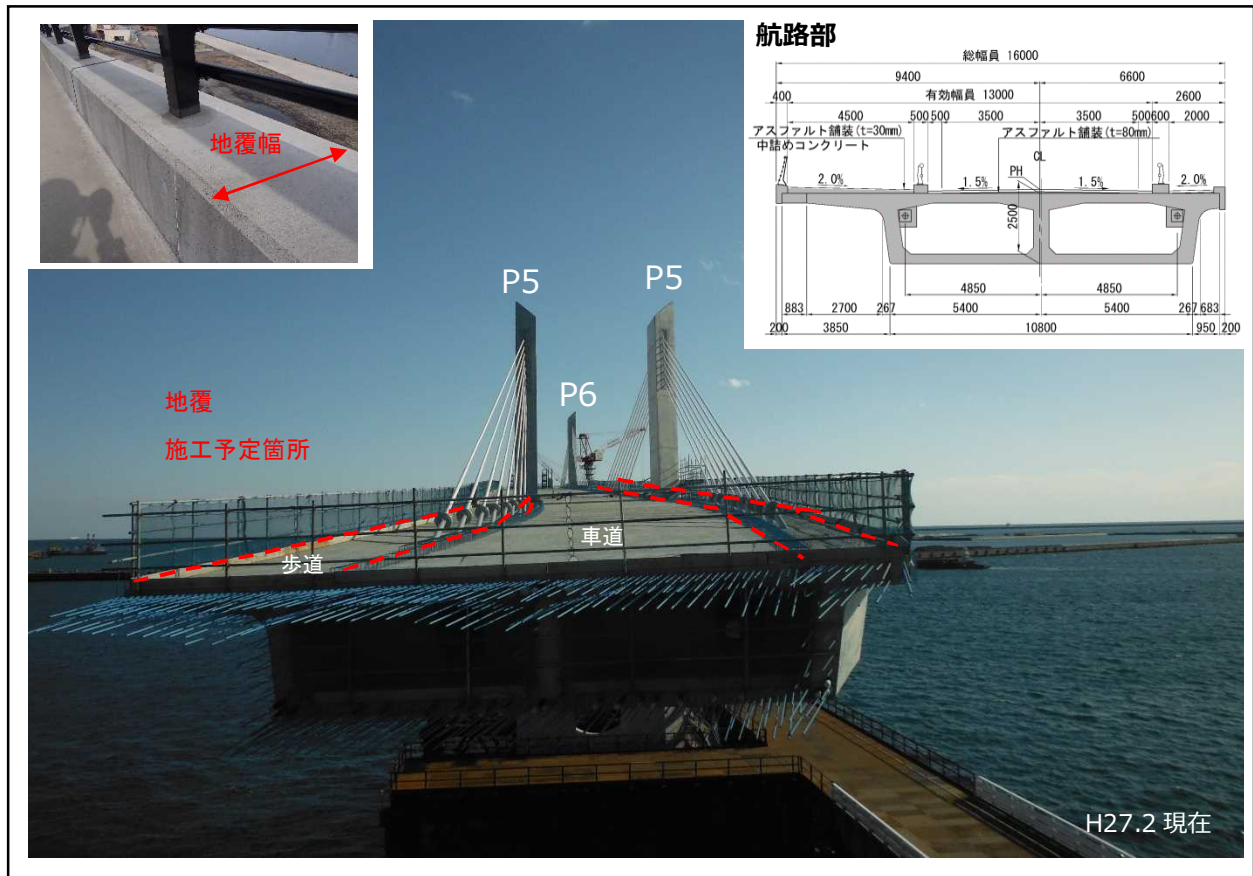 地覆幅
航路部
総幅員 16000
9400 6600
400 有効幅員 13000 2600
4500 500 500 3500 3500 500 600 2000
アスファルト舗装(t=30mm) アスファルト舗装(t=80mm)
中詰めコンクリート
CL
PH
2.0% 1.5% 1.5% 2.0%
2500
4850 4850
883 2700 267 5400 5400 267 683
200 3850 10800 950 200
P5 P5
P6
地覆
施工予定箇所
車道
歩道
H27.2 現在